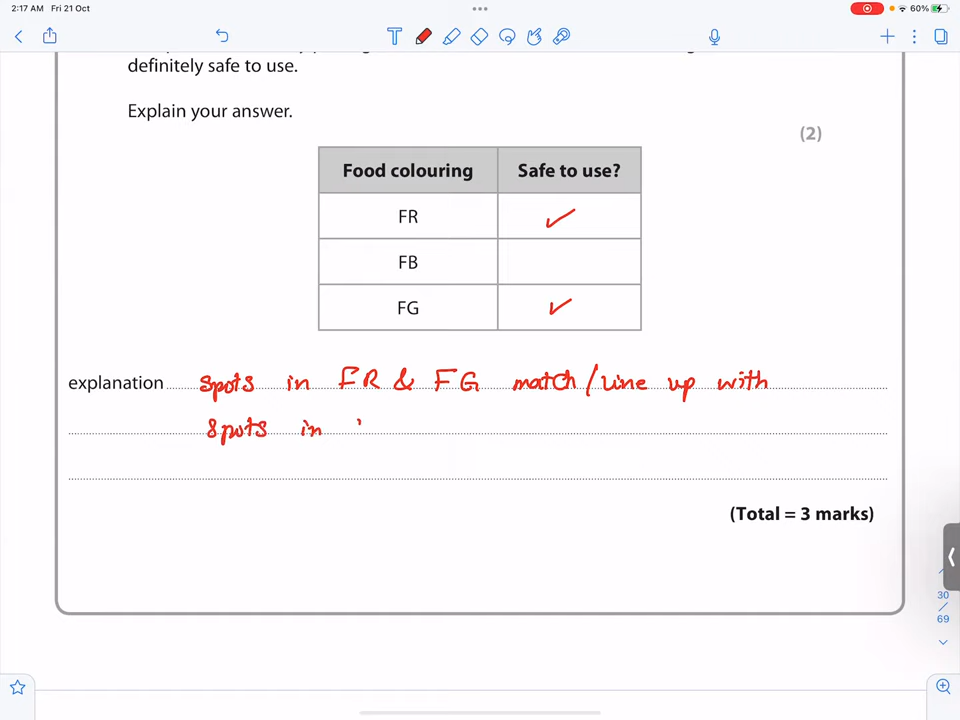 2:17 AM Fri 21 Oct
60%
definitely safe to use.
Explain your answer.
(2)
Food colouring Safe to use?
FR
FB
FG
explanation spots in FR & FG match/line up with
spots in
(Total = 3 marks)
30
/
69